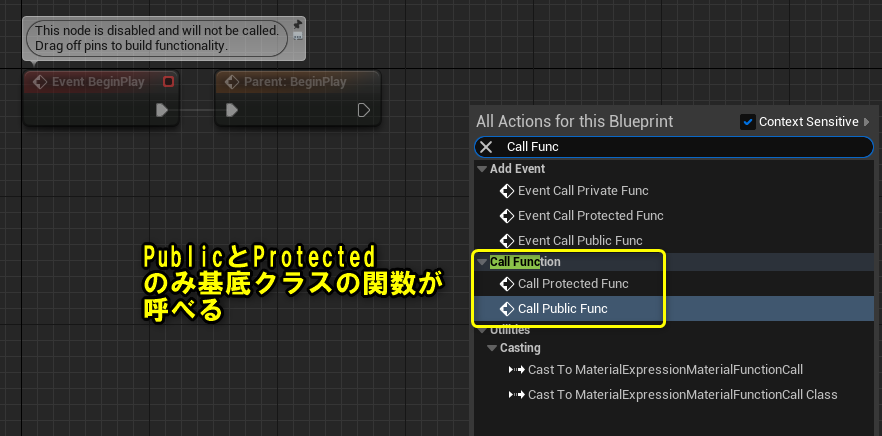 This node is disabled and will not be called.
Drag off pins to build functionality.
Event BeginPlay
Parent: BeginPlay
All Actions for this Blueprint
Context Sensitive
Call Func
Add Event
Event Call Private Func
Event Call Protected Func
Event Call Public Func
Call Function
Call Protected Func
Call Public Func
Utilities
Casting
Cast To MaterialExpressionMaterialFunctionCall
Cast To MaterialExpressionMaterialFunctionCall Class
PublicとProtected
のみ基底クラスの関数が
呼べる